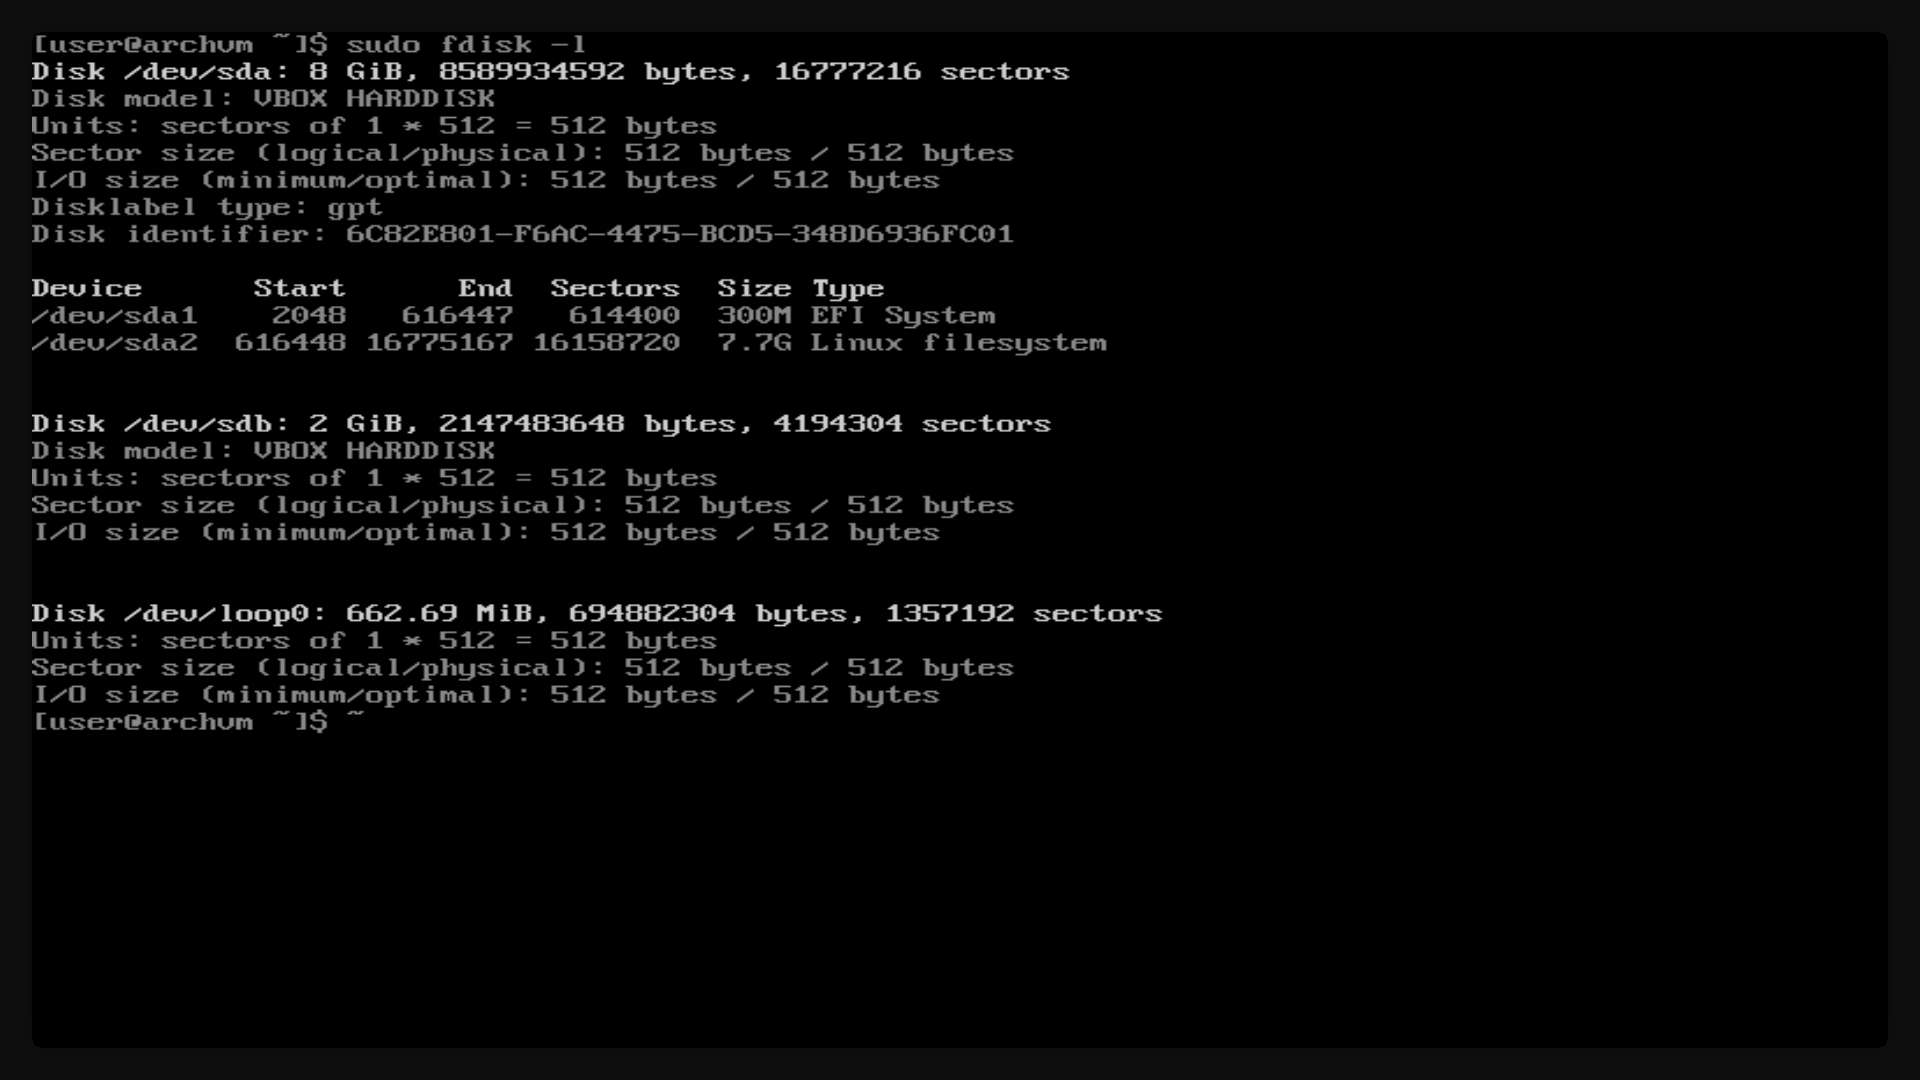 [user@archvm ~]$ sudo fdisk -l
Disk /dev/sda: 8 GiB, 8589934592 bytes, 16777216 sectors
Disk model: VBOX HARDDISK
Units: sectors of 1 * 512 = 512 bytes
Sector size (logical/physical): 512 bytes / 512 bytes
I/O size (minimum/optimal): 512 bytes / 512 bytes
Disklabel type: gpt
Disk identifier: 6C82E801-F6AC-4475-BCD5-348D6936FC01

Device      Start      End  Sectors  Size Type
/dev/sda1    2048   616447   614400  300M EFI System
/dev/sda2  616448 16775167 16158720  7.7G Linux filesystem


Disk /dev/sdb: 2 GiB, 2147483648 bytes, 4194304 sectors
Disk model: VBOX HARDDISK
Units: sectors of 1 * 512 = 512 bytes
Sector size (logical/physical): 512 bytes / 512 bytes
I/O size (minimum/optimal): 512 bytes / 512 bytes


Disk /dev/loop0: 662.69 MiB, 694882304 bytes, 1357192 sectors
Units: sectors of 1 * 512 = 512 bytes
Sector size (logical/physical): 512 bytes / 512 bytes
I/O size (minimum/optimal): 512 bytes / 512 bytes
[user@archvm ~]$ ~